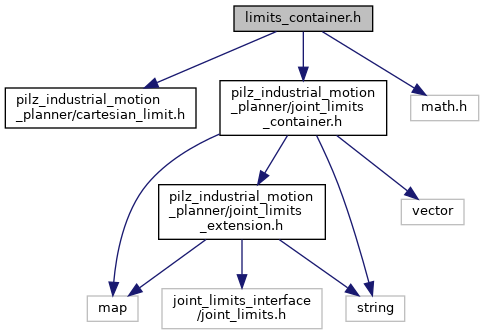 limits_container.h
pilz_industrial_motion
_planner/cartesian_limit.h
pilz_industrial_motion
_planner/joint_limits
_container.h
math.h
pilz_industrial_motion
_planner/joint_limits
_extension.h
vector
map
joint_limits_interface
/joint_limits.h
string